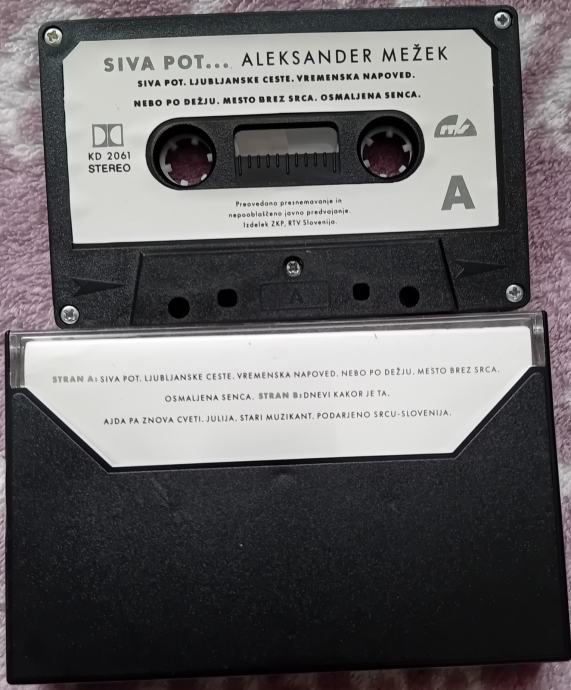 SIVA POT... ALEKSANDER MEŽEK
SIVA POT. LJUBLJANSKE CESTE. VREMENSKA NAPOVED.
NEBO PO DEŽJU. MESTO BREZ SRCA. OSMALJENA SENCA.
KD 2061
STEREO
A
Prepovedano presnemavanje in
nepooblaščeno javno predvajanje.
Izdelek ZKP, RTV Slovenija.
A
STRAN A: SIVA POT. LJUBLJANSKE CESTE. VREMENSKA NAPOVED. NEBO PO DEŽJU. MESTO BREZ SRCA.
OSMALJENA SENCA. STRAN B: DNEVI KAKOR JE TA.
AJDA PA ZNOVA CVETI. JULIJA. STARI MUZIKANT. PODARJENO SRCU-SLOVENIJA.